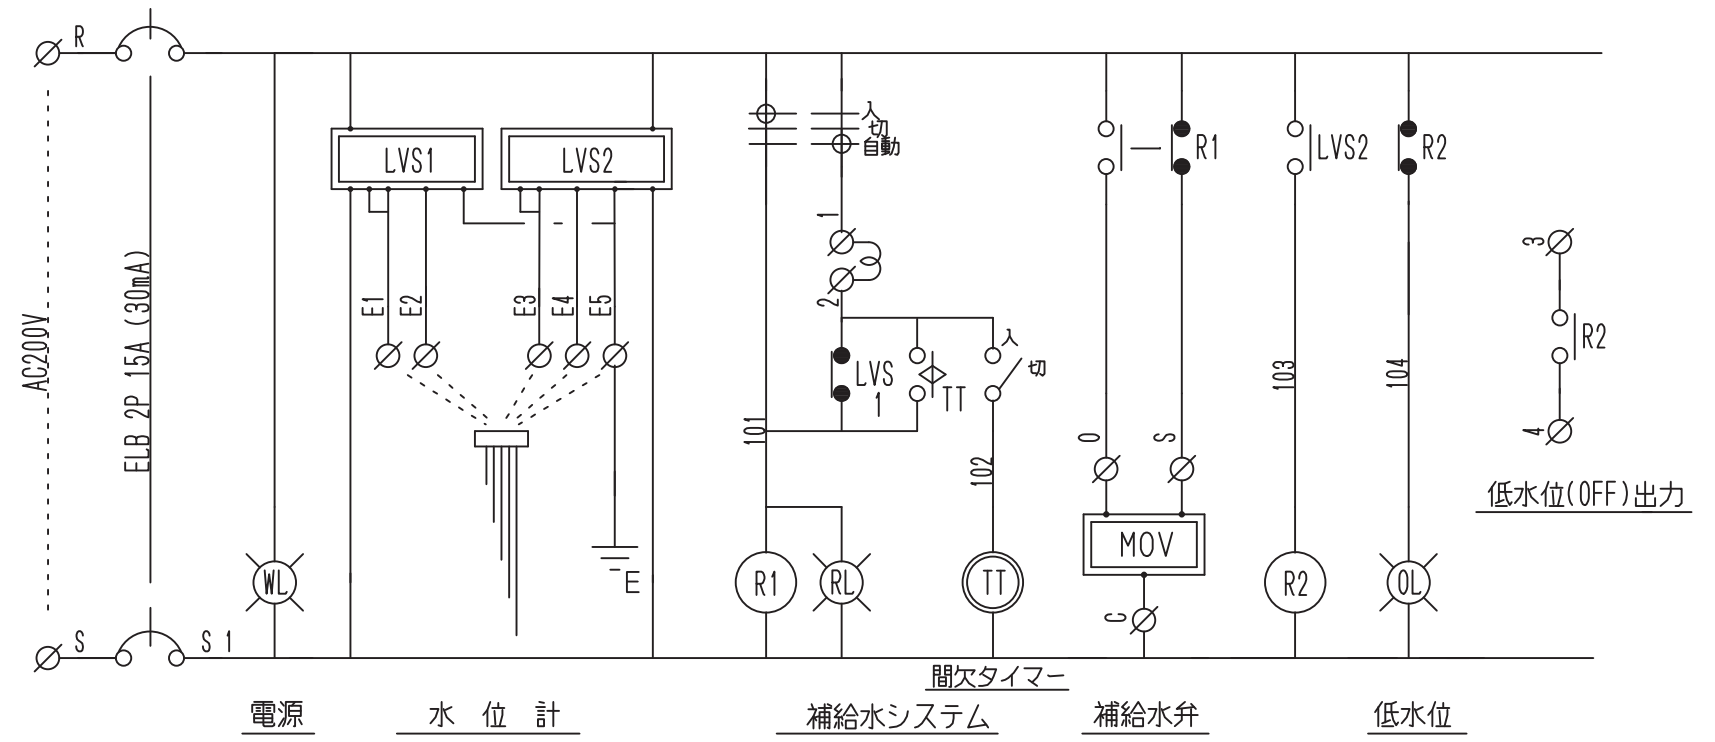 R
AC200V
ELB 2P 15A (30mA)
S
S1
WL
電源
LVS1
LVS2
E1
E2
E3
E4
E5
E
水位計
入
切
自動
1
2
LVS
1
TT
入
切
101
102
R1
RL
TT
間欠タイマー
補給水システム
R1
O
S
MOV
C
補給水弁
LVS2
R2
103
104
R2
OL
低水位
3
R2
4
低水位(OFF)出力